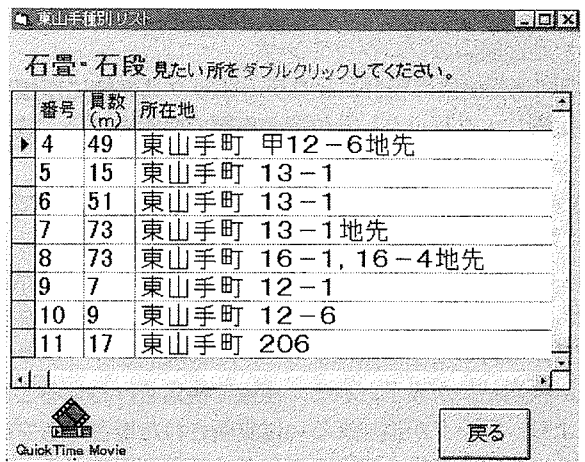 東山手種別リスト
石畳・石段 見たい所をダブルクリックしてください。
番号 員数(m) 所在地
4 49 東山手町 甲12-6地先
5 15 東山手町 13-1
6 51 東山手町 13-1
7 73 東山手町 13-1地先
8 73 東山手町 16-1, 16-4地先
9 7 東山手町 12-1
10 9 東山手町 12-6
11 17 東山手町 206
QuickTime Movie
戻る